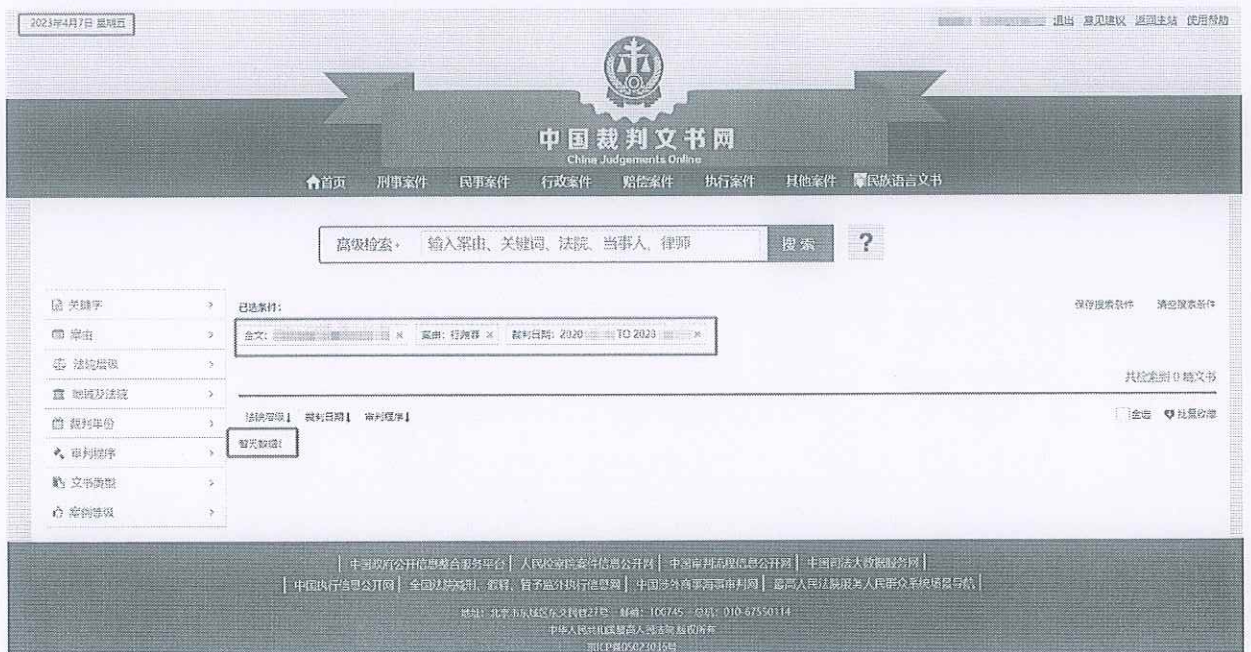 2023年4月7日 星期五
退出 意见建议 返回主站 使用帮助
中国裁判文书网
China Judgements Online
首页 刑事案件 民事案件 行政案件 赔偿案件 执行案件 其他案件 民族语言文书
高级检索 输入案由、关键词、法院、当事人、律师 搜索 ?
关键字
案由
法院层级
地域及法院
裁判年份
审判程序
文书类型
案例等级
已选条件：
保存搜索条件 清空搜索条件
全文： × 案由：行贿罪 × 裁判日期：2020 TO 2023 ×
共检索到 0 篇文书
法院层级 裁判日期 审判程序
全选 批量收藏
暂无数据！
中国政府公开信息整合服务平台 | 人民检察院案件信息公开网 | 中国审判流程信息公开网 | 中国司法大数据服务网 |
中国执行信息公开网 | 全国法院减刑、假释、暂予监外执行信息网 | 中国涉外商事海事审判网 | 最高人民法院服务人民群众系统场景导航 |
地址：北京市东城区东交民巷27号 邮编：100745 总机：010-67550114
中华人民共和国最高人民法院 版权所有
京ICP备05023036号